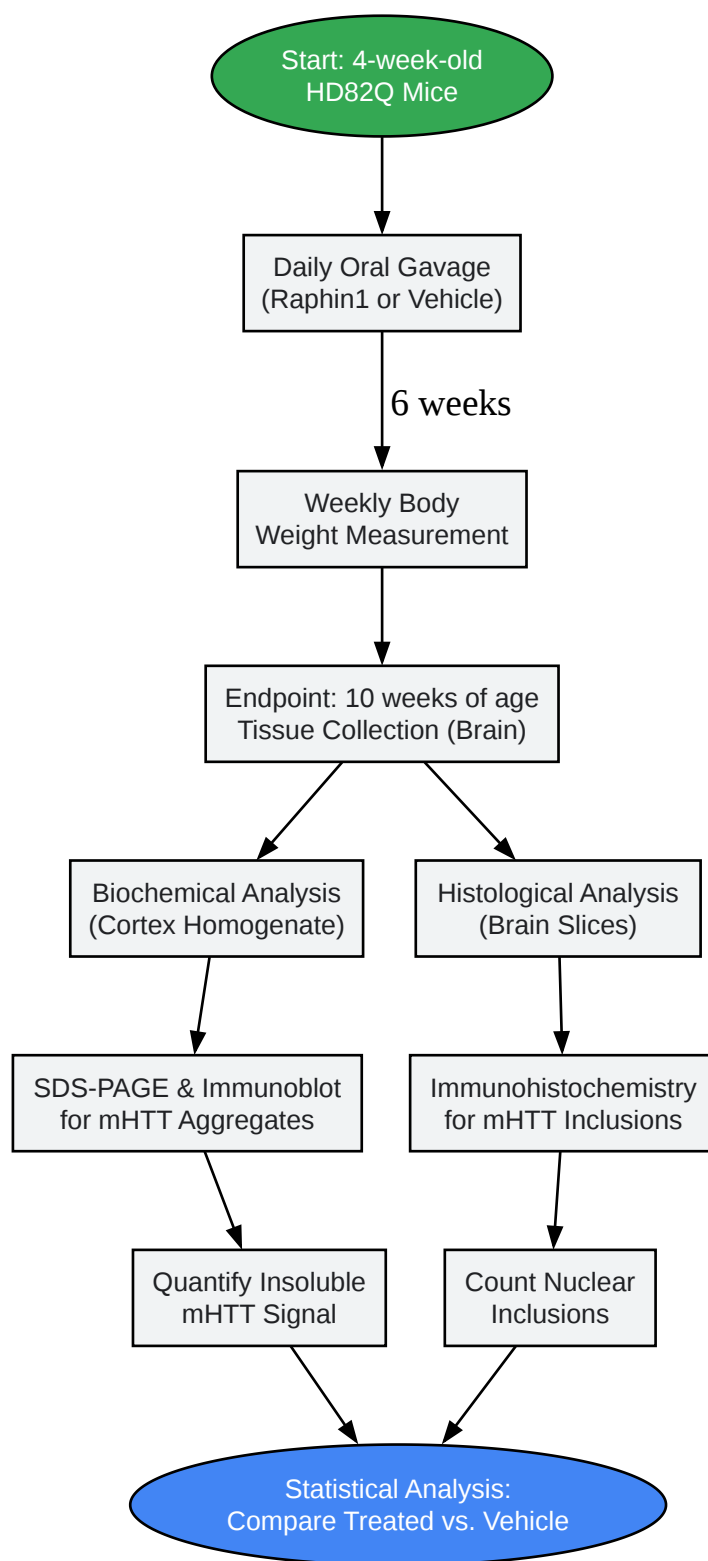 Start: 4-week-old
HD82Q Mice
Daily Oral Gavage
(Raphin1 or Vehicle)
6 weeks
Weekly Body
Weight Measurement
Endpoint: 10 weeks of age
Tissue Collection (Brain)
Biochemical Analysis
(Cortex Homogenate)
Histological Analysis
(Brain Slices)
SDS-PAGE & Immunoblot
for mHTT Aggregates
Immunohistochemistry
for mHTT Inclusions
Quantify Insoluble
mHTT Signal
Count Nuclear
Inclusions
Statistical Analysis:
Compare Treated vs. Vehicle